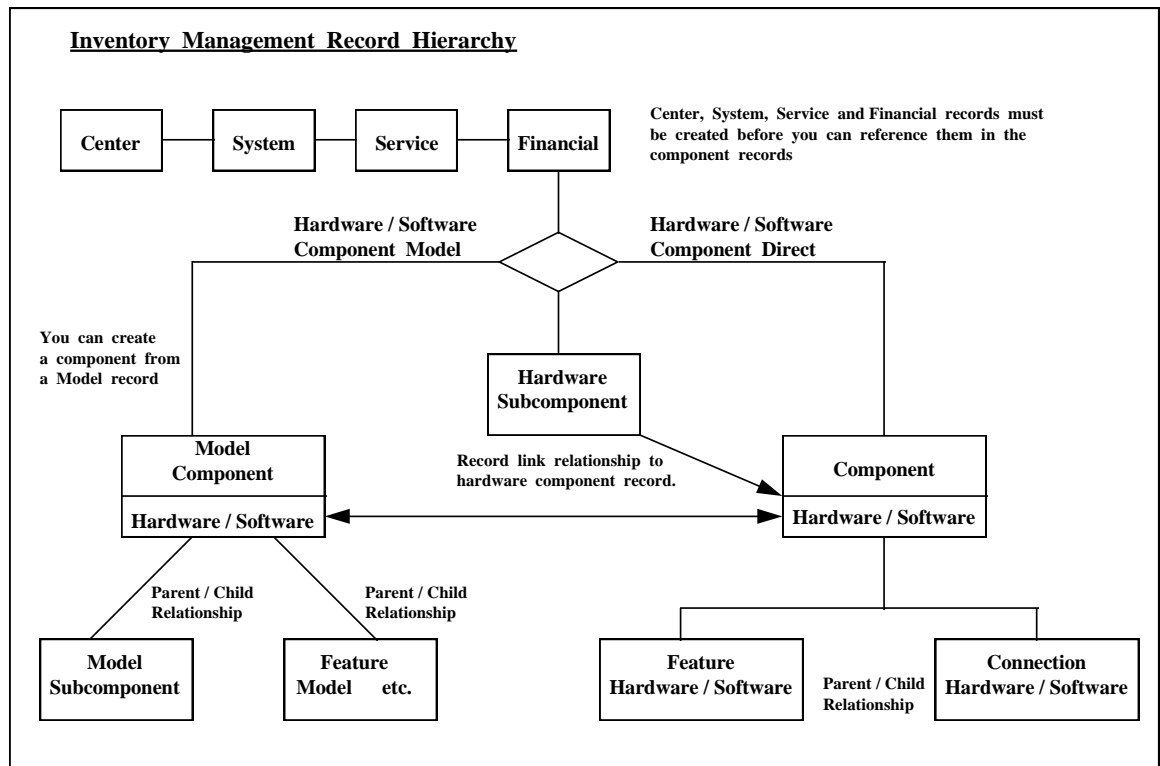 Inventory Management Record Hierarchy
Center
System
Service
Financial
Center, System, Service and Financial records must
be created before you can reference them in the
component records
Hardware / Software
Component Model
Hardware / Software
Component Direct
You can create
a component from
a Model record
Hardware
Subcomponent
Model
Component
Hardware / Software
Record link relationship to
hardware component record.
Component
Hardware / Software
Parent / Child
Relationship
Parent / Child
Relationship
Model
Subcomponent
Feature
Model etc.
Feature
Hardware / Software
Parent / Child
Relationship
Connection
Hardware / Software